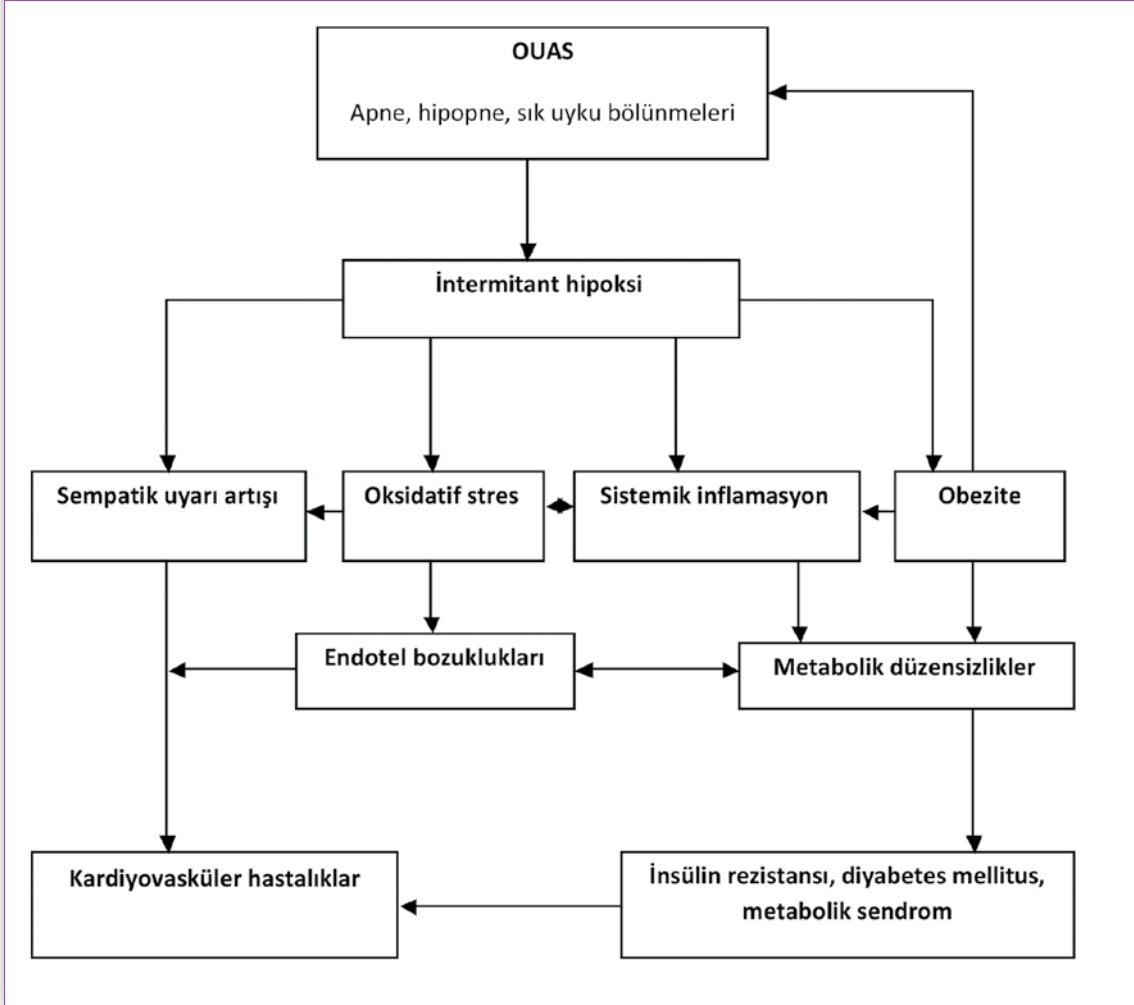 OUAS
Apne, hipopne, sık uyku bölünmeleri
İntermitant hipoksi
Sempatik uyarı artışı
Oksidatif stres
Sistemik inflamasyon
Obezite
Endotel bozuklukları
Metabolik düzensizlikler
Kardiyovasküler hastalıklar
İnsülin rezistansı, diyabetes mellitus,
metabolik sendrom